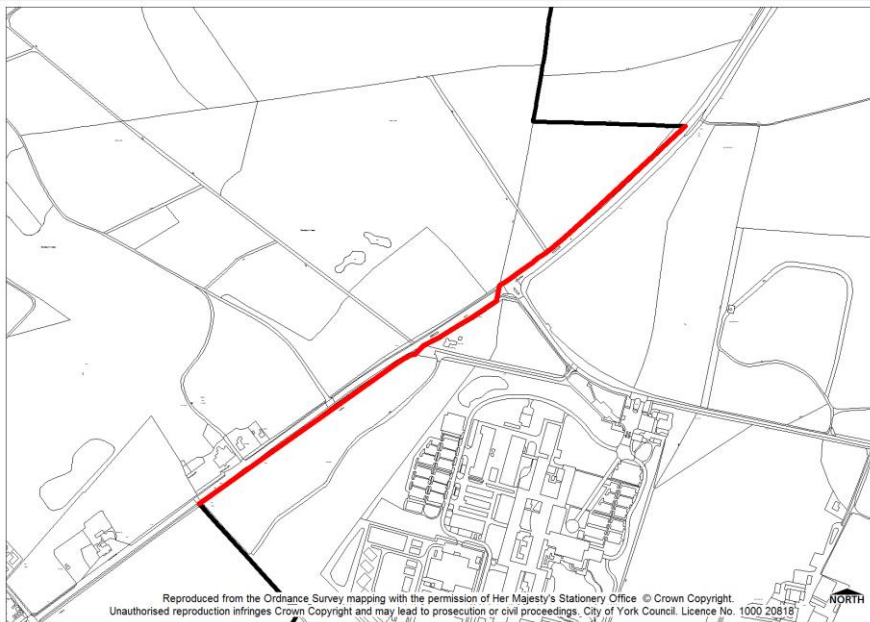 Reproduced from the Ordnance Survey mapping with the permission of Her Majesty's Stationery Office © Crown Copyright.
Unauthorised reproduction infringes Crown Copyright and may lead to prosecution or civil proceedings. City of York Council. Licence No. 1000 20818
NORTH